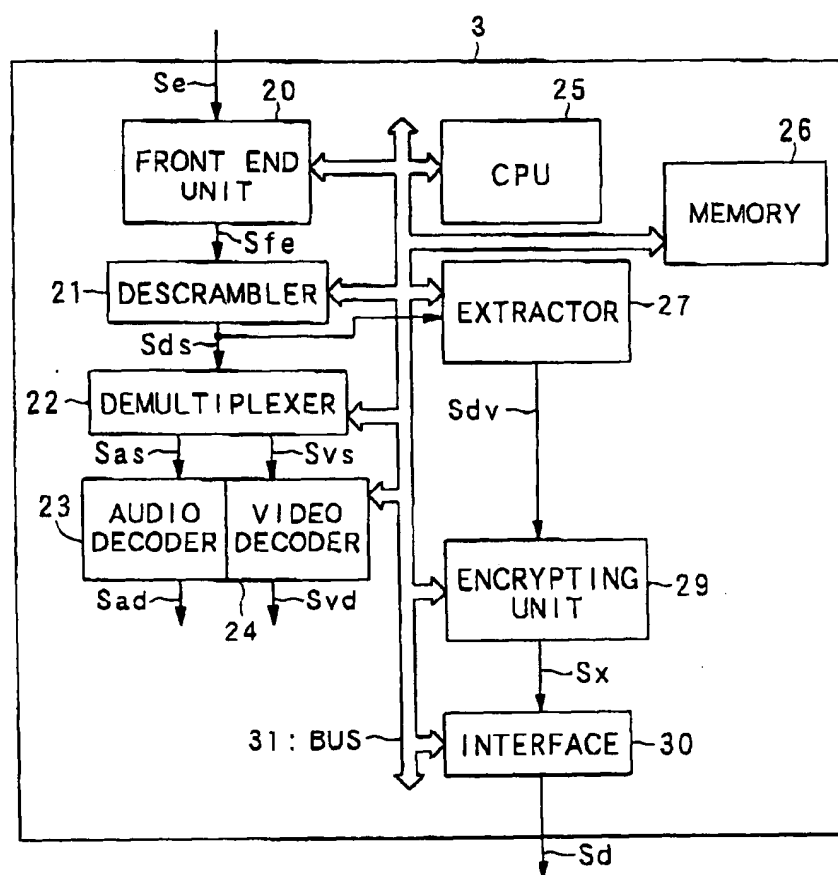 3
Se
20
FRONT END
UNIT
25
CPU
26
MEMORY
Sfe
21
DESCRAMBLER
EXTRACTOR
27
Sds
22
DEMULTIPLEXER
Sdv
Sas
Svs
23
AUDIO
DECODER
VIDEO
DECODER
24
Sad
Svd
ENCRYPTING
UNIT
29
Sx
31: BUS
INTERFACE
30
Sd